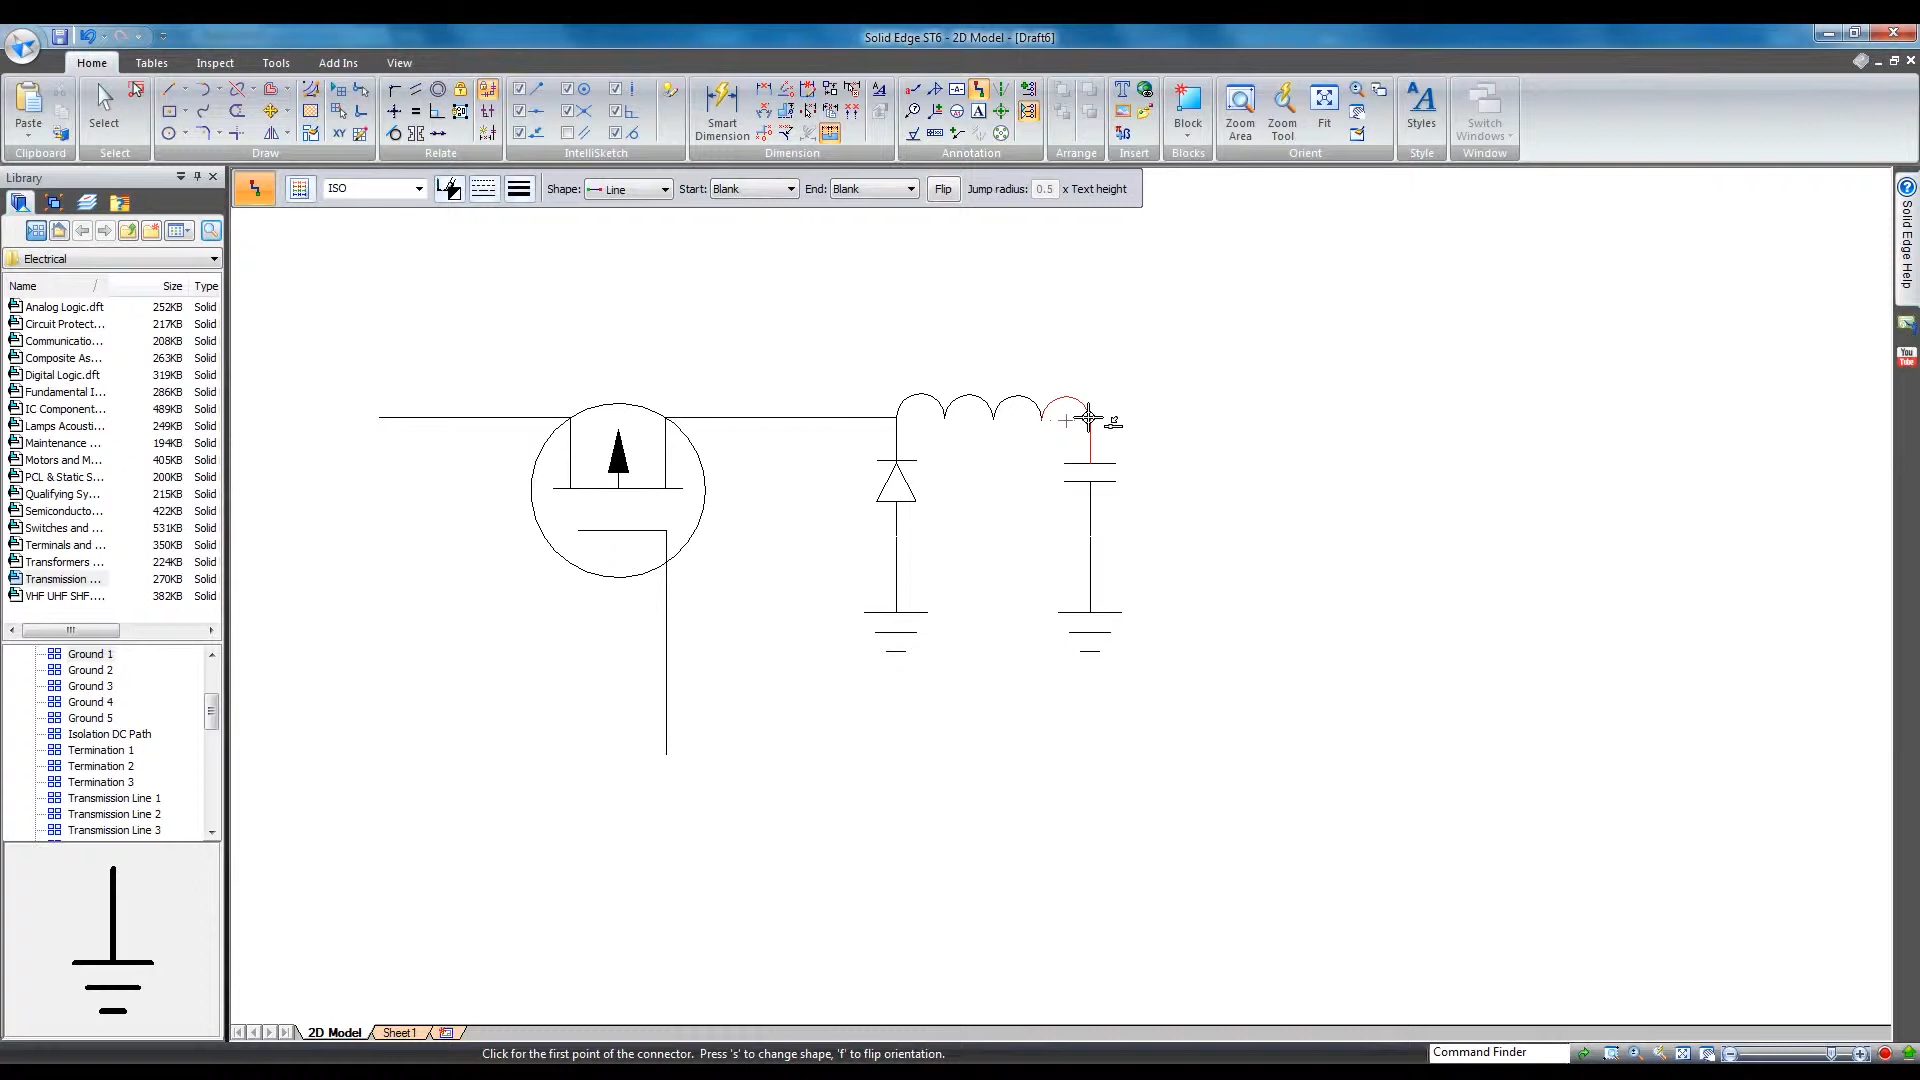 Solid Edge ST6 - 2D Model - [Draft6]
Home Tables Inspect Tools Add Ins View
Paste
Select
Smart Dimension
Block
Zoom Area
Zoom Tool
Fit
Styles
Switch Windows
Clipboard Select Draw Relate IntelliSketch Dimension Annotation Arrange Insert Blocks Orient Style Window
Library
ISO Shape: Line Start: Blank End: Blank Flip Jump radius: 0.5 x Text height
Solid Edge Help
You Tube
Electrical
Name / Size Type
Analog Logic.dft 252KB Solid
Circuit Protect... 217KB Solid
Communicatio... 208KB Solid
Composite As... 263KB Solid
Digital Logic.dft 319KB Solid
Fundamental I... 286KB Solid
IC Component... 489KB Solid
Lamps Acousti... 249KB Solid
Maintenance ... 194KB Solid
Motors and M... 405KB Solid
PCL & Static S... 200KB Solid
Qualifying Sy... 215KB Solid
Semiconducto... 422KB Solid
Switches and ... 531KB Solid
Terminals and ... 350KB Solid
Transformers ... 224KB Solid
Transmission ... 270KB Solid
VHF UHF SHF.... 382KB Solid
Ground 1
Ground 2
Ground 3
Ground 4
Ground 5
Isolation DC Path
Termination 1
Termination 2
Termination 3
Transmission Line 1
Transmission Line 2
Transmission Line 3
2D Model Sheet1
Click for the first point of the connector. Press 's' to change shape, 'f' to flip orientation.
Command Finder